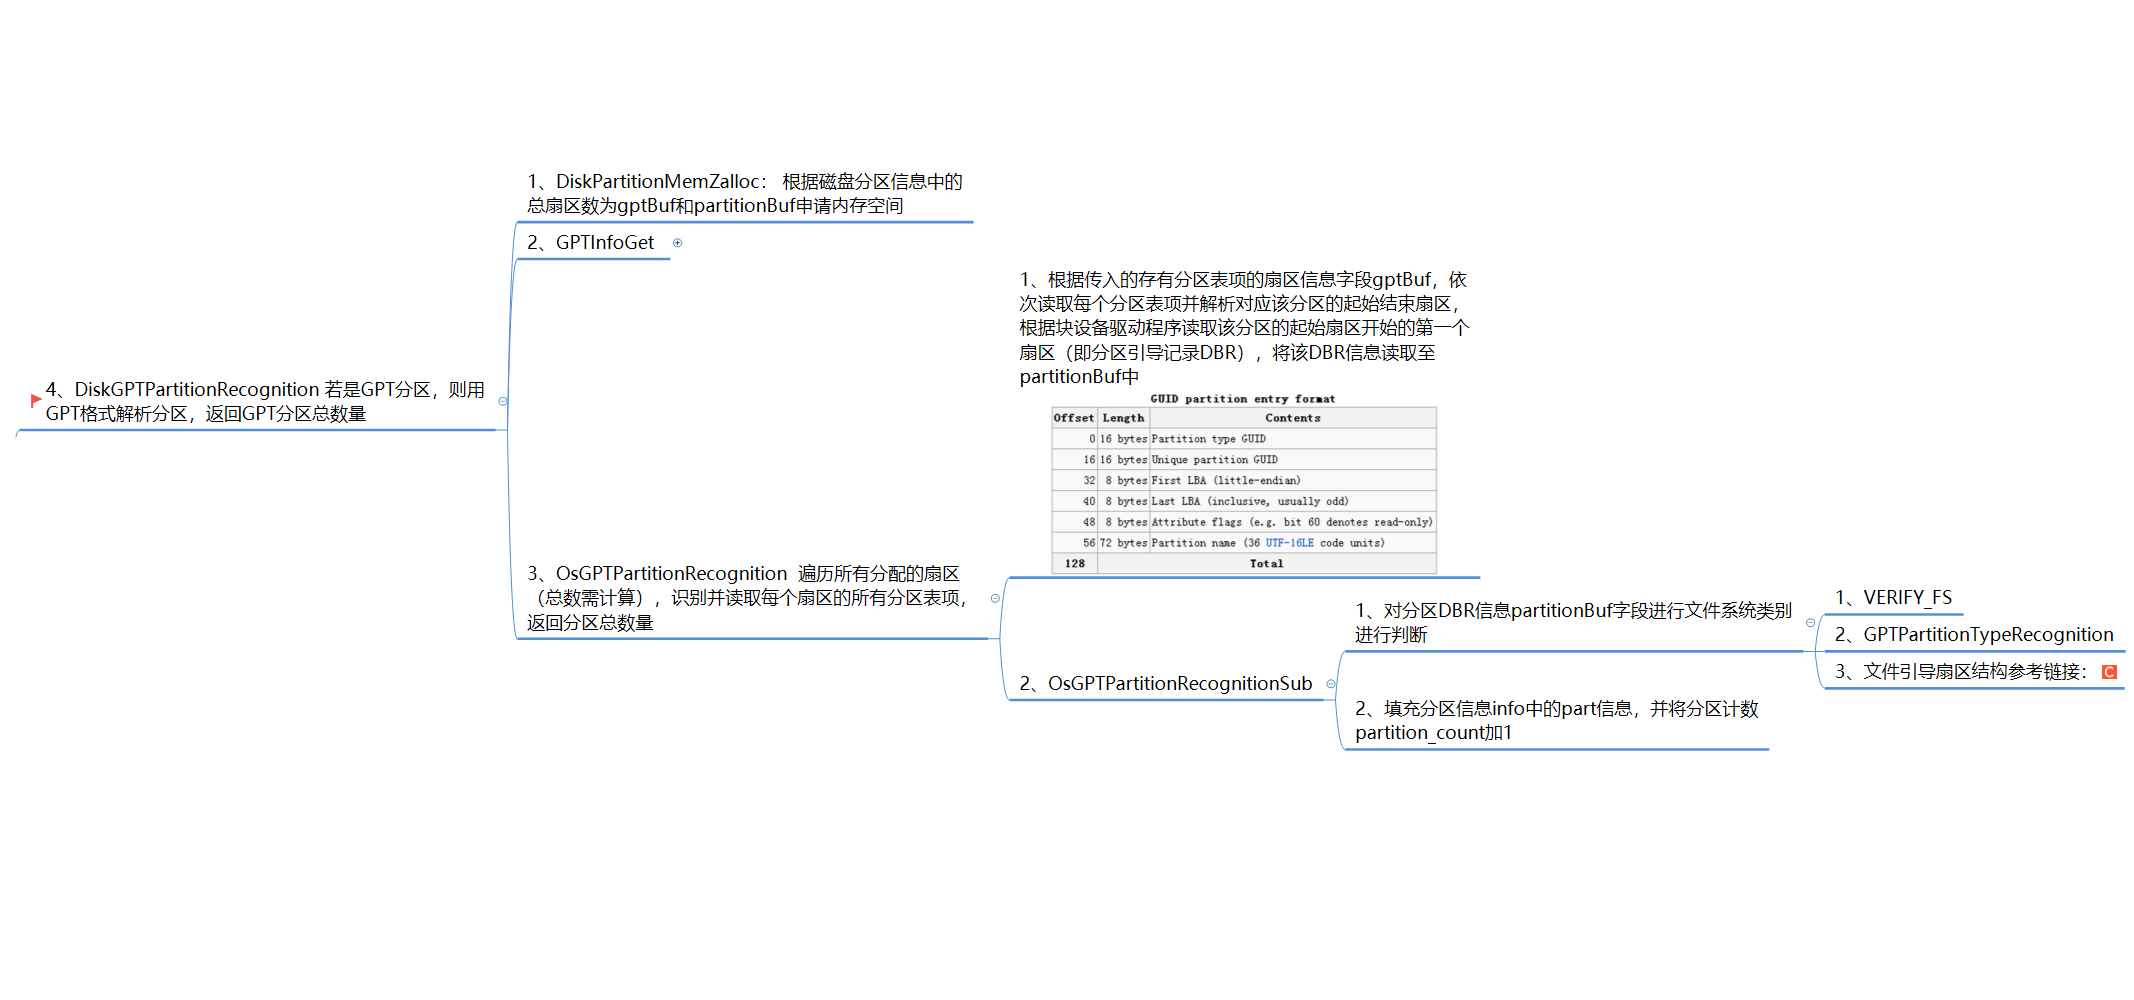 4、DiskGPTPartitionRecognition 若是GPT分区，则用
GPT格式解析分区，返回GPT分区总数量
1、DiskPartitionMemZalloc： 根据磁盘分区信息中的
总扇区数为gptBuf和partitionBuf申请内存空间
2、GPTInfoGet
3、OsGPTPartitionRecognition 遍历所有分配的扇区
（总数需计算），识别并读取每个扇区的所有分区表项，
返回分区总数量
1、根据传入的存有分区表项的扇区信息字段gptBuf，依
次读取每个分区表项并解析对应该分区的起始结束扇区，
根据块设备驱动程序读取该分区的起始扇区开始的第一个
扇区（即分区引导记录DBR），将该DBR信息读取至
partitionBuf中
GUID partition entry format
Offset Length Contents
0 16 bytes Partition type GUID
16 16 bytes Unique partition GUID
32 8 bytes First LBA (little-endian)
40 8 bytes Last LBA (inclusive, usually odd)
48 8 bytes Attribute flags (e.g. bit 60 denotes read-only)
56 72 bytes Partition name (36 UTF-16LE code units)
128 Total
2、OsGPTPartitionRecognitionSub
1、对分区DBR信息partitionBuf字段进行文件系统类别
进行判断
1、VERIFY_FS
2、GPTPartitionTypeRecognition
3、文件引导扇区结构参考链接： C
2、填充分区信息info中的part信息，并将分区计数
partition_count加1